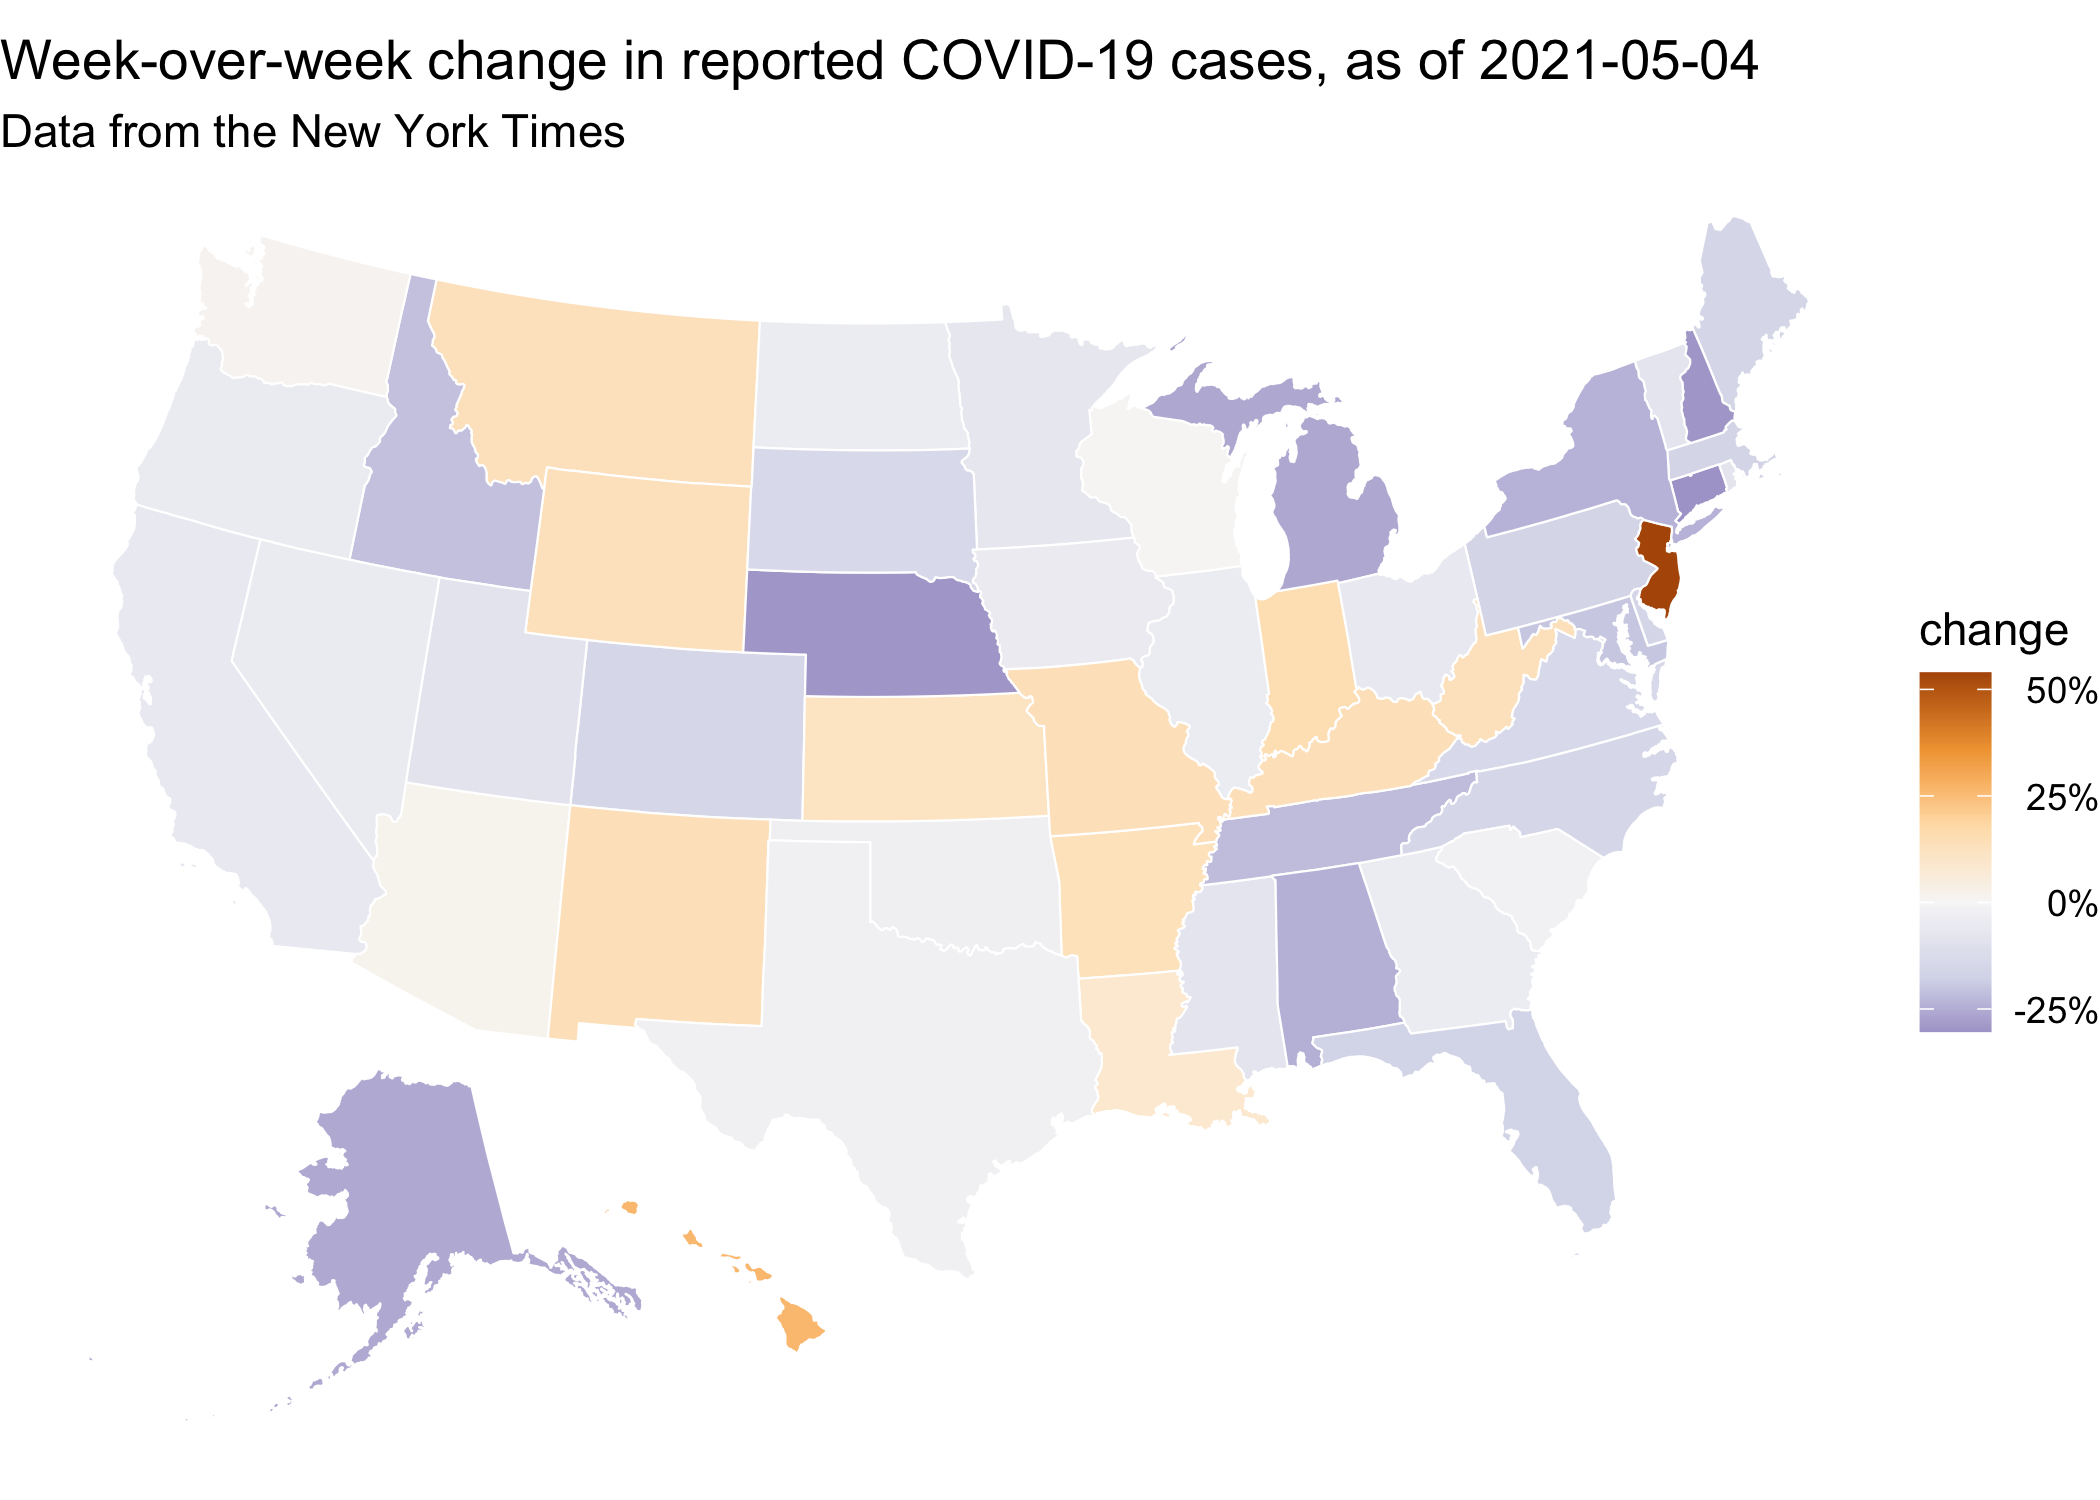 Week-over-week change in reported COVID-19 cases, as of 2021-05-04
Data from the New York Times
change
50%
25%
0%
-25%